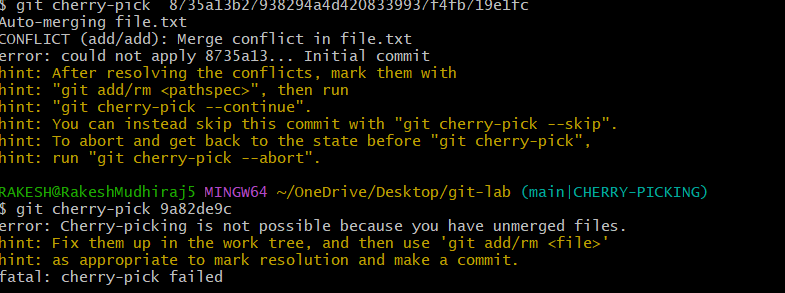 $ git cherry-pick  8735a13b27938294a4d420833993f4fb719e1fc
Auto-merging file.txt
CONFLICT (add/add): Merge conflict in file.txt
error: could not apply 8735a13... Initial commit
hint: After resolving the conflicts, mark them with
hint: "git add/rm <pathspec>", then run
hint: "git cherry-pick --continue".
hint: You can instead skip this commit with "git cherry-pick --skip".
hint: To abort and get back to the state before "git cherry-pick",
hint: run "git cherry-pick --abort".
RAKESH@RakeshMudhiraj5 MINGW64 ~/OneDrive/Desktop/git-lab (main|CHERRY-PICKING)
$ git cherry-pick 9a82de9c
error: Cherry-picking is not possible because you have unmerged files.
hint: Fix them up in the work tree, and then use 'git add/rm <file>'
hint: as appropriate to mark resolution and make a commit.
fatal: cherry-pick failed